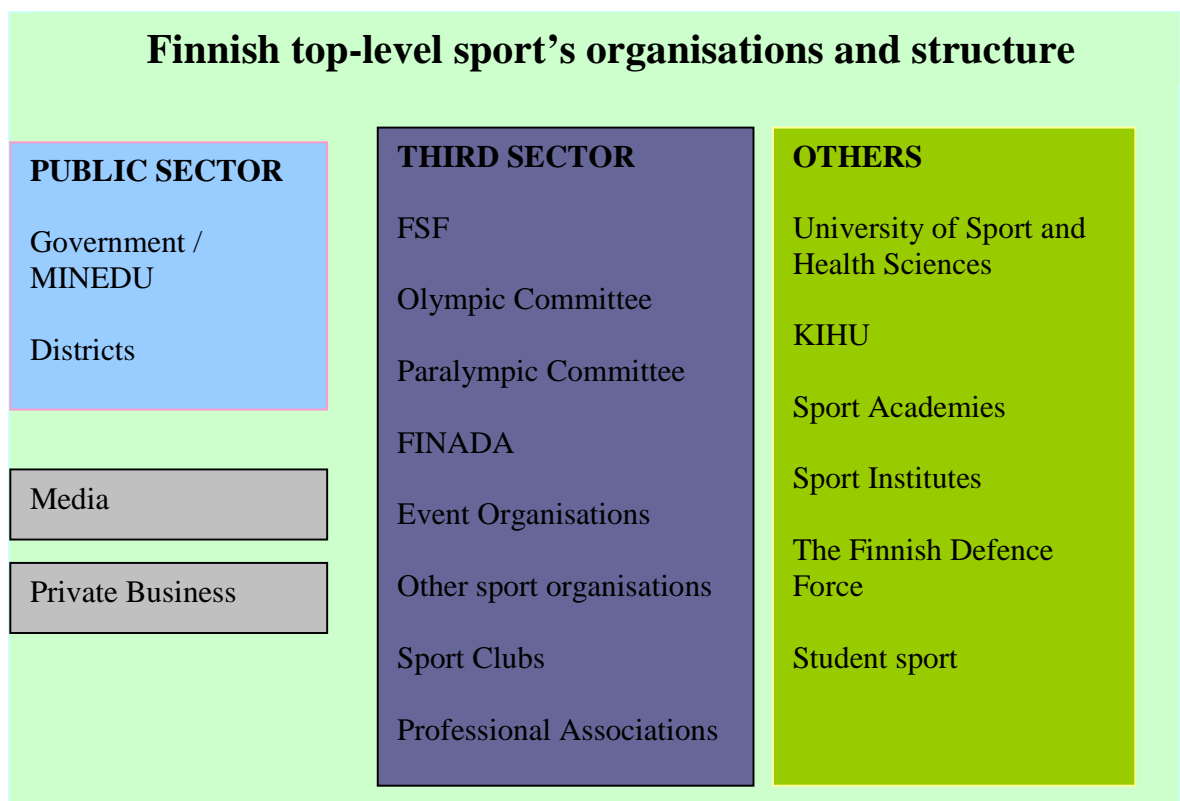 Finnish top-level sport’s organisations and structure
PUBLIC SECTOR
Government /
MINEDU
Districts
Media
Private Business
THIRD SECTOR
FSF
Olympic Committee
Paralympic Committee
FINADA
Event Organisations
Other sport organisations
Sport Clubs
Professional Associations
OTHERS
University of Sport and
Health Sciences
KIHU
Sport Academies
Sport Institutes
The Finnish Defence
Force
Student sport